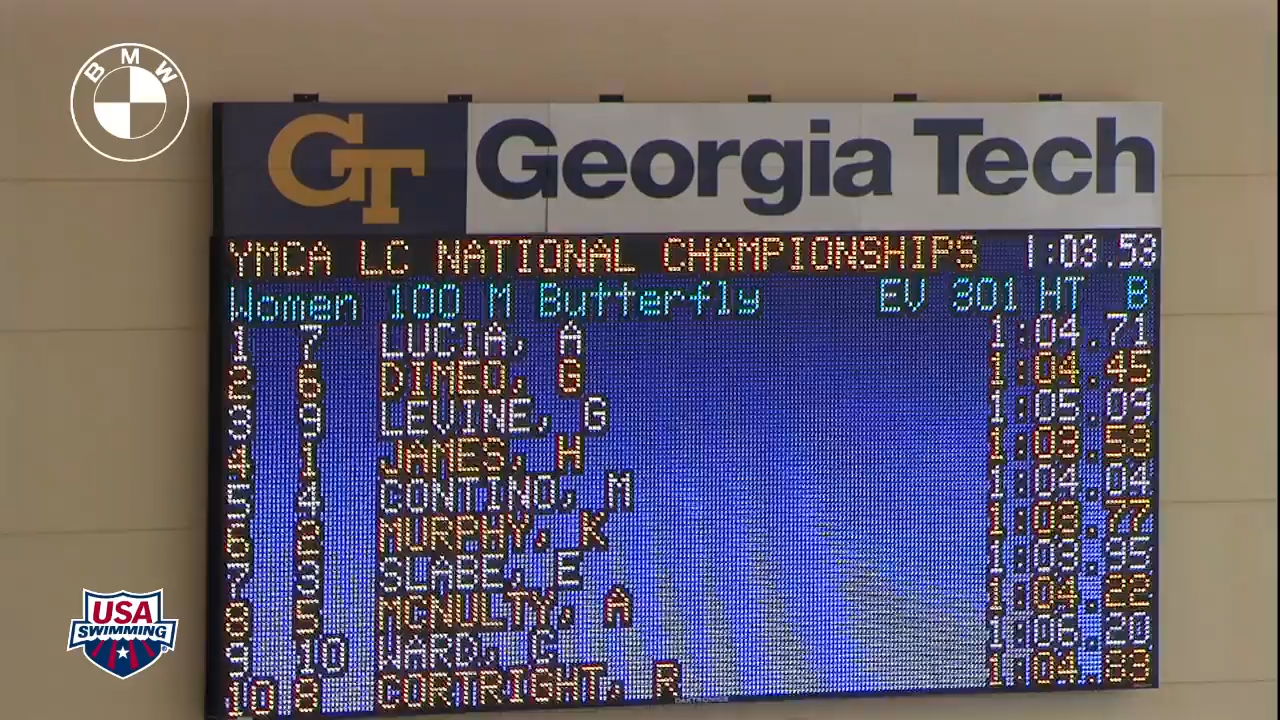 BMW
GT Georgia Tech
YMCA LC NATIONAL CHAMPIONSHIPS 1:03.53
Women 100 M Butterfly EV 301 HT 8
1 7 LUCIA, A 1:04.71
2 6 DIMEO, G 1:04.45
3 9 LEVINE, G 1:05.09
4 1 JAMES, H 1:03.53
5 4 CONTINO, M 1:04.04
6 2 MURPHY, K 1:03.77
7 3 SLABE, E 1:03.95
8 5 MCNULTY, A 1:04.22
9 10 WARD, C 1:06.20
10 8 CORTRIGHT, R 1:04.83
DAKTRONICS
USA
SWIMMING